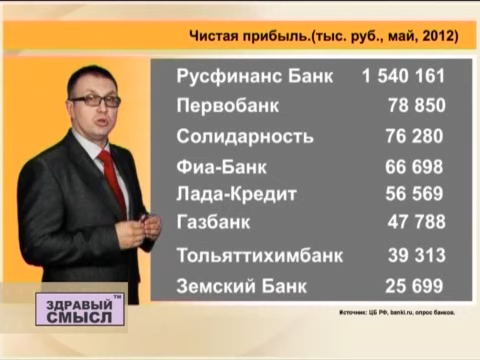 Чистая прибыль.(тыс. руб., май, 2012)
Русфинанс Банк 1 540 161
Первобанк 78 850
Солидарность 76 280
Фиа-Банк 66 698
Лада-Кредит 56 569
Газбанк 47 788
Тольяттихимбанк 39 313
Земский Банк 25 699
Источник: ЦБ РФ, banki.ru, опрос банков.
ЗДРАВЫЙ TM
СМЫСЛ